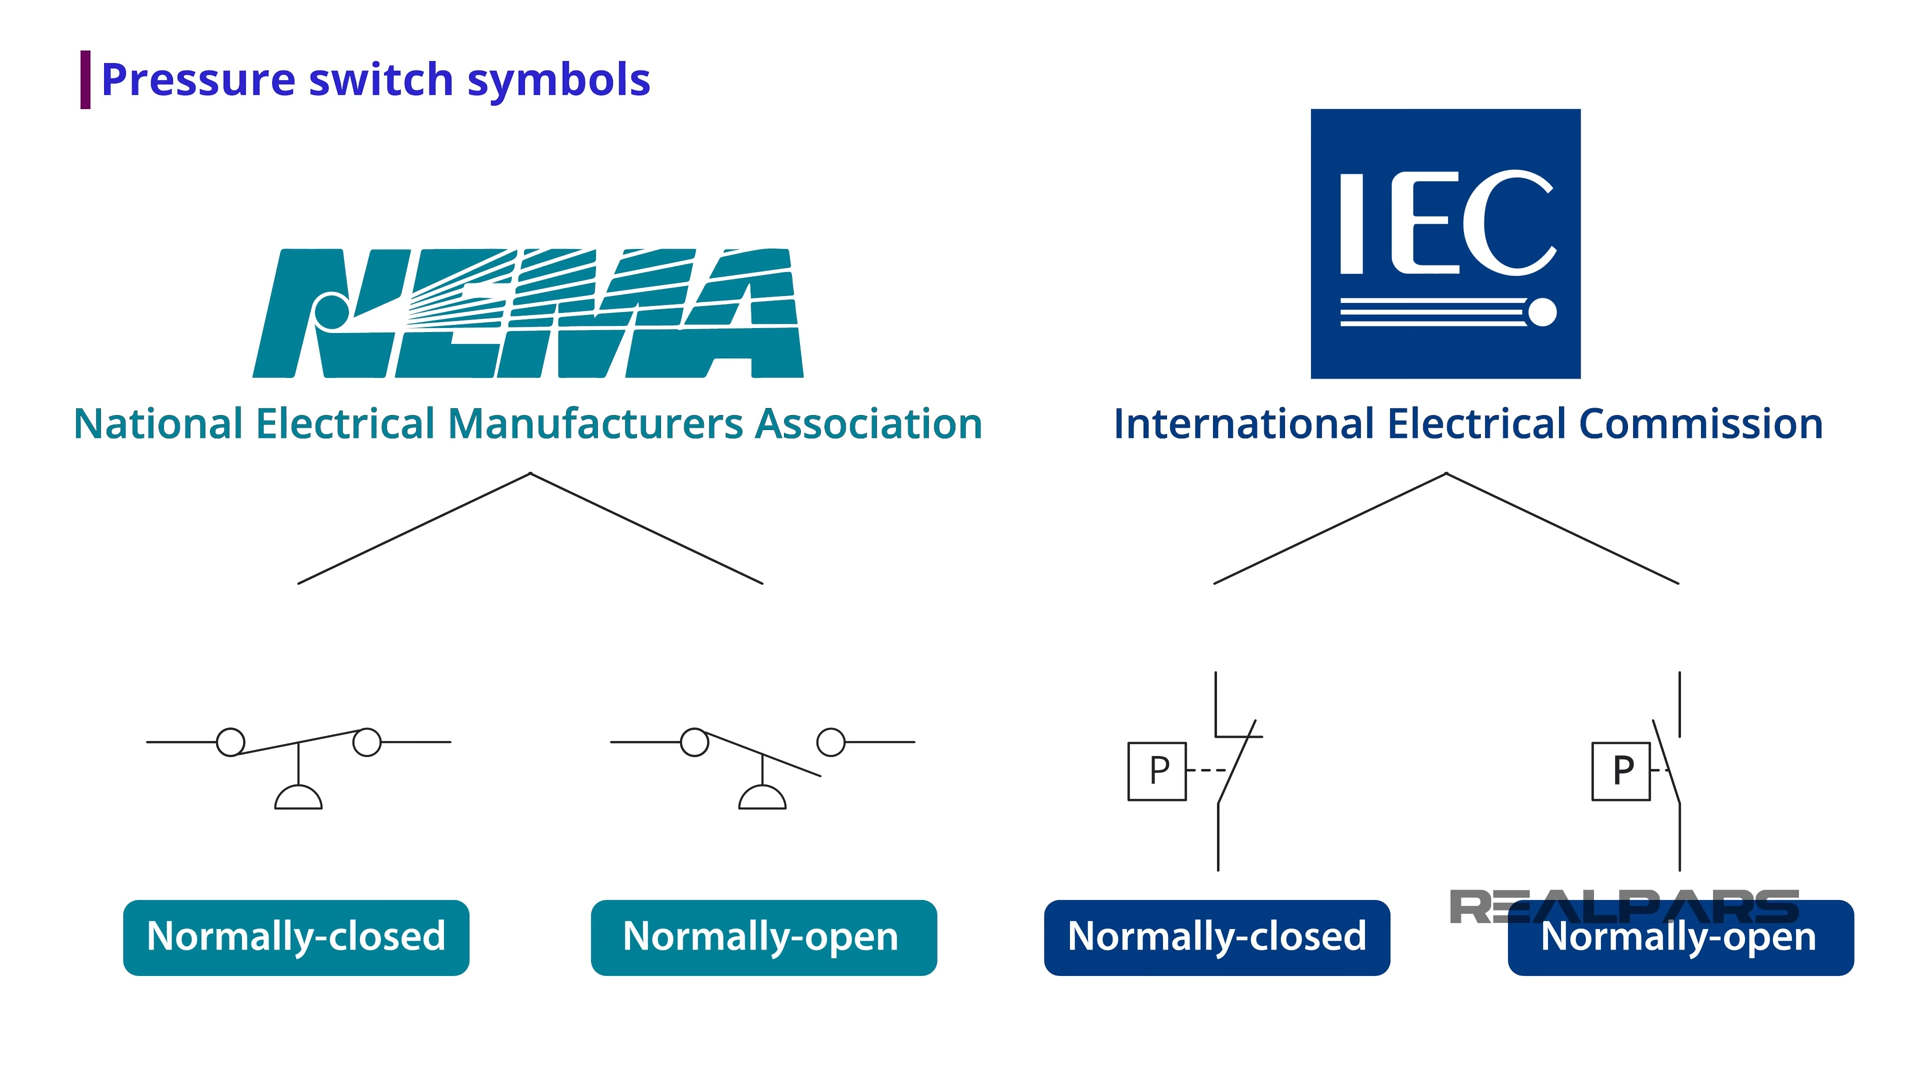 Pressure switch symbols
NEMA
IEC
National Electrical Manufacturers Association
International Electrical Commission
P
P
REALPARS
Normally-closed
Normally-open
Normally-closed
Normally-open